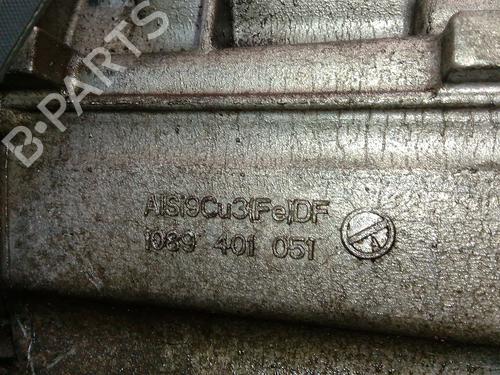 B-PARTS
AlSi9Cu3(Fe)DF
1089 401 051